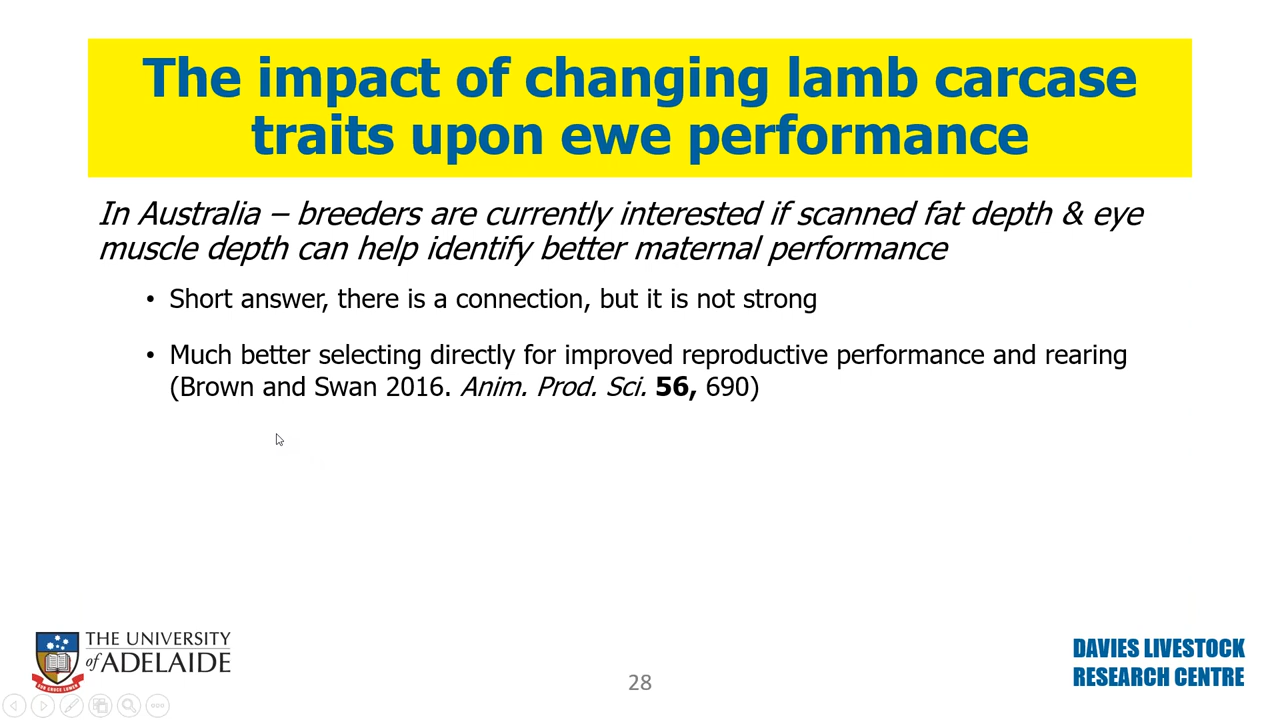 The impact of changing lamb carcase
traits upon ewe performance
In Australia – breeders are currently interested if scanned fat depth & eye
muscle depth can help identify better maternal performance
• Short answer, there is a connection, but it is not strong
• Much better selecting directly for improved reproductive performance and rearing
(Brown and Swan 2016. Anim. Prod. Sci. 56, 690)
THE UNIVERSITY
of ADELAIDE
28
DAVIES LIVESTOCK
RESEARCH CENTRE